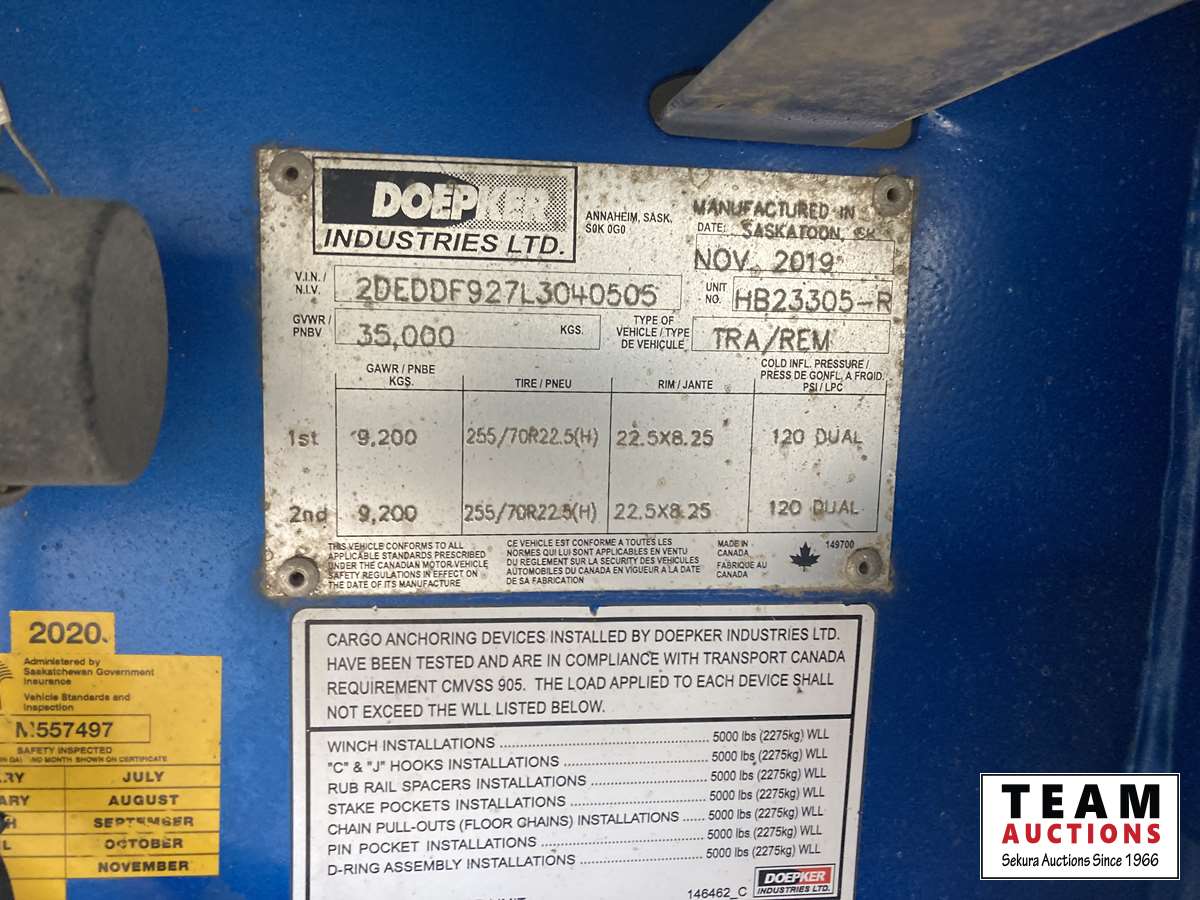 DOEPKER
INDUSTRIES LTD.
ANNAHEIM, SASK.
S0K 0G0
MANUFACTURED IN
DATE: SASKATOON, SK
NOV. 2019
V.I.N. /
N.I.V.
2DEDDF927L3040505
UNIT
NO.
HB23305-R
GVWR /
PNBV
35,000
KGS.
TYPE OF
VEHICLE / TYPE
DE VEHICULE
TRA/REM
GAWR / PNBE
KGS.
TIRE / PNEU
RIM / JANTE
COLD INFL. PRESSURE /
PRESS DE GONFL. A FROID.
PSI / LPC
1st 9,200 255/70R22.5(H) 22.5X8.25 120 DUAL
2nd 9,200 255/70R22.5(H) 22.5X8.25 120 DUAL
THIS VEHICLE CONFORMS TO ALL
APPLICABLE STANDARDS PRESCRIBED
UNDER THE CANADIAN MOTOR VEHICLE
SAFETY REGULATIONS IN EFFECT ON
THE DATE OF ITS MANUFACTURE
CE VEHICULE EST CONFORME A TOUTES LES
NORMES QUI LUI SONT APPLICABLES EN VENTU
DU REGLEMENT SUR LA SECURITE DES VEHICULES
AUTOMOBILES DU CANADA EN VIGUEUR A LA DATE
DE SA FABRICATION
MADE IN
CANADA
FABRIQUE AU
CANADA
149700
CARGO ANCHORING DEVICES INSTALLED BY DOEPKER INDUSTRIES LTD.
HAVE BEEN TESTED AND ARE IN COMPLIANCE WITH TRANSPORT CANADA
REQUIREMENT CMVSS 905. THE LOAD APPLIED TO EACH DEVICE SHALL
NOT EXCEED THE WLL LISTED BELOW.
WINCH INSTALLATIONS ........ 5000 lbs (2275kg) WLL
"C" & "J" HOOKS INSTALLATIONS ........ 5000 lbs (2275kg) WLL
RUB RAIL SPACERS INSTALLATIONS ........ 5000 lbs (2275kg) WLL
STAKE POCKETS INSTALLATIONS ........ 5000 lbs (2275kg) WLL
CHAIN PULL-OUTS (FLOOR CHAINS) INSTALLATIONS ..... 5000 lbs (2275kg) WLL
PIN POCKET INSTALLATIONS ........ 5000 lbs (2275kg) WLL
D-RING ASSEMBLY INSTALLATIONS ........ 5000 lbs (2275kg) WLL
146462_C
DOEPKER
INDUSTRIES LTD.
2020
Administered by
Saskatchewan Government
Insurance
Vehicle Standards and
Inspection
M557497
SAFETY INSPECTED
MONTH SHOWN ON CERTIFICATE
JULY
AUGUST
SEPTEMBER
OCTOBER
NOVEMBER
TEAM
AUCTIONS
Sekura Auctions Since 1966